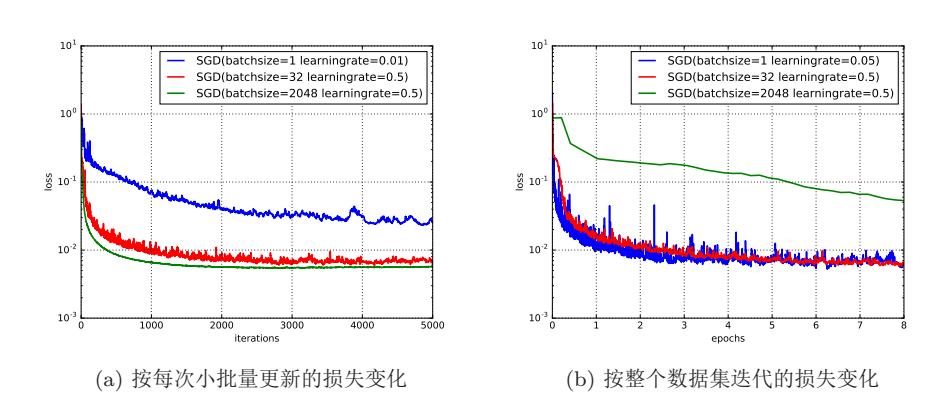 10^1
10^0
10^-1
10^-2
10^-3
loss
0 1000 2000 3000 4000 5000
iterations
SGD(batchsize=1 learningrate=0.01)
SGD(batchsize=32 learningrate=0.5)
SGD(batchsize=2048 learningrate=0.5)
(a) 按每次小批量更新的损失变化
10^1
10^0
10^-1
10^-2
10^-3
loss
0 1 2 3 4 5 6 7 8
epochs
SGD(batchsize=1 learningrate=0.05)
SGD(batchsize=32 learningrate=0.5)
SGD(batchsize=2048 learningrate=0.5)
(b) 按整个数据集迭代的损失变化